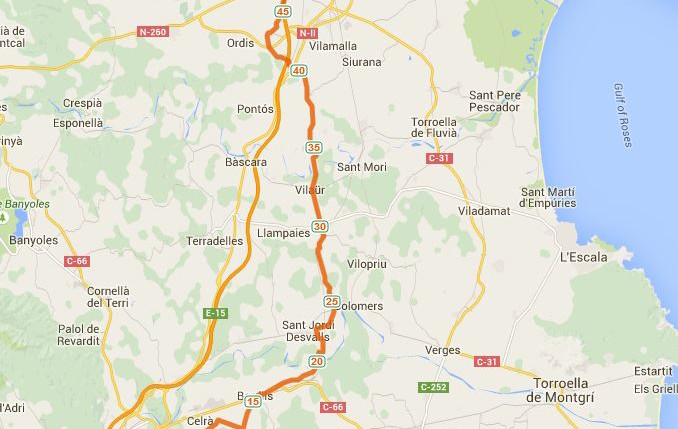 45
ià de
ontcal
N-260
Ordis
N-II
Vilamalla
Siurana
40
Sant Pere
Pescador
Gulf of Roses
Crespià
Esponellà
Pontós
Torroella
de Fluvià
inyà
Bàscara
35
C-31
Sant Mori
Vilaür
Sant Martí
d'Empúries
e Banyoles
Viladamat
30
Llampaies
Banyoles
Terradelles
L'Escala
C-66
Vilopriu
Cornellà
del Terri
25
Colomers
E-15
Sant Jordi
Desvalls
Palol de
Revardit
Verges
20
C-31
Estartit
C-252
Torroella
de Montgrí
Els Griell
15
C-66
d'Adri
Celrà